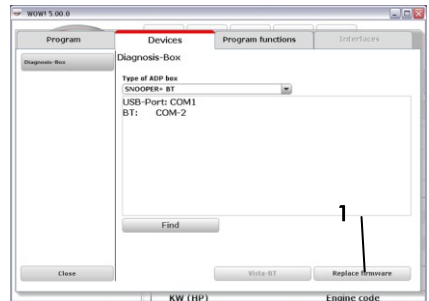 WOW! 5.00.0
Program Devices Program functions Interfaces
Diagnosis-Box Diagnosis-Box
Type of ADP box
SNOOPER+ BT
USB-Port: COM1
BT: COM-2
1
Find
Close Vista-BT Replace firmware
KW (HP) Engine code